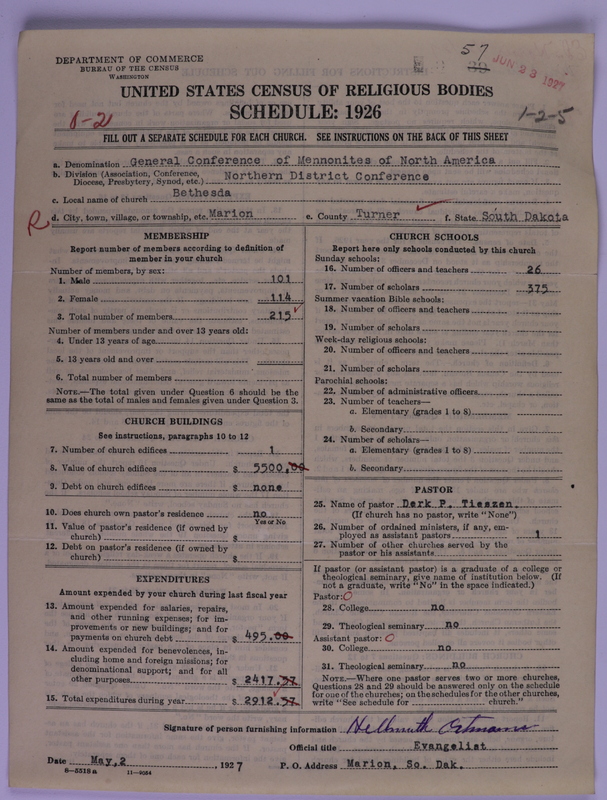 DEPARTMENT OF COMMERCE
BUREAU OF THE CENSUS
WASHINGTON
57
39
JUN 23 1927
UNITED STATES CENSUS OF RELIGIOUS BODIES
SCHEDULE: 1926
1-2
1-2-5
FILL OUT A SEPARATE SCHEDULE FOR EACH CHURCH. SEE INSTRUCTIONS ON THE BACK OF THIS SHEET
a. Denomination General Conference of Mennonites of North America
b. Division (Association, Conference, Diocese, Presbytery, Synod, etc.) Northern District Conference
c. Local name of church Bethesda
R d. City, town, village, or township, etc. Marion e. County Turner f. State South Dakota
MEMBERSHIP
Report number of members according to definition of
member in your church
Number of members, by sex:
1. Male 101
2. Female 114
3. Total number of members 215
Number of members under and over 13 years old:
4. Under 13 years of age
5. 13 years old and over
6. Total number of members
NOTE.—The total given under Question 6 should be the
same as the total of males and females given under Question 3.
CHURCH BUILDINGS
See instructions, paragraphs 10 to 12
7. Number of church edifices 1
8. Value of church edifices $ 5500,00
9. Debt on church edifices $ none
10. Does church own pastor's residence no
Yes or No
11. Value of pastor's residence (if owned by
church) $
12. Debt on pastor's residence (if owned by
church) $
EXPENDITURES
Amount expended by your church during last fiscal year
13. Amount expended for salaries, repairs,
and other running expenses; for im-
provements or new buildings; and for
payments on church debt $ 495.00
14. Amount expended for benevolences, in-
cluding home and foreign missions; for
denominational support; and for all
other purposes $ 2417.37
15. Total expenditures during year $ 2912.37
CHURCH SCHOOLS
Report here only schools conducted by this church
Sunday schools:
16. Number of officers and teachers 26
17. Number of scholars 375
Summer vacation Bible schools:
18. Number of officers and teachers
19. Number of scholars
Week-day religious schools:
20. Number of officers and teachers
21. Number of scholars
Parochial schools:
22. Number of administrative officers
23. Number of teachers—
a. Elementary (grades 1 to 8)
b. Secondary
24. Number of scholars—
a. Elementary (grades 1 to 8)
b. Secondary
PASTOR
25. Name of pastor Derk P. Tieszen.
(If church has no pastor, write "None")
26. Number of ordained ministers, if any, em-
ployed as assistant pastors 1
27. Number of other churches served by the
pastor or his assistants
If pastor (or assistant pastor) is a graduate of a college or
theological seminary, give name of institution below. (If
not a graduate, write "No" in the space indicated.)
Pastor:
28. College no
29. Theological seminary no
Assistant pastor:
30. College no
31. Theological seminary no
NOTE.—Where one pastor serves two or more churches,
Questions 28 and 29 should be answered only on the schedule
for one of the churches; on the schedules for the other churches,
write "See schedule for church."
Signature of person furnishing information Hellmuth Ortmann
Official title Evangelist
Date May,2, 1927 P. O. Address Marion, So. Dak.
8-5518 a 11-9084